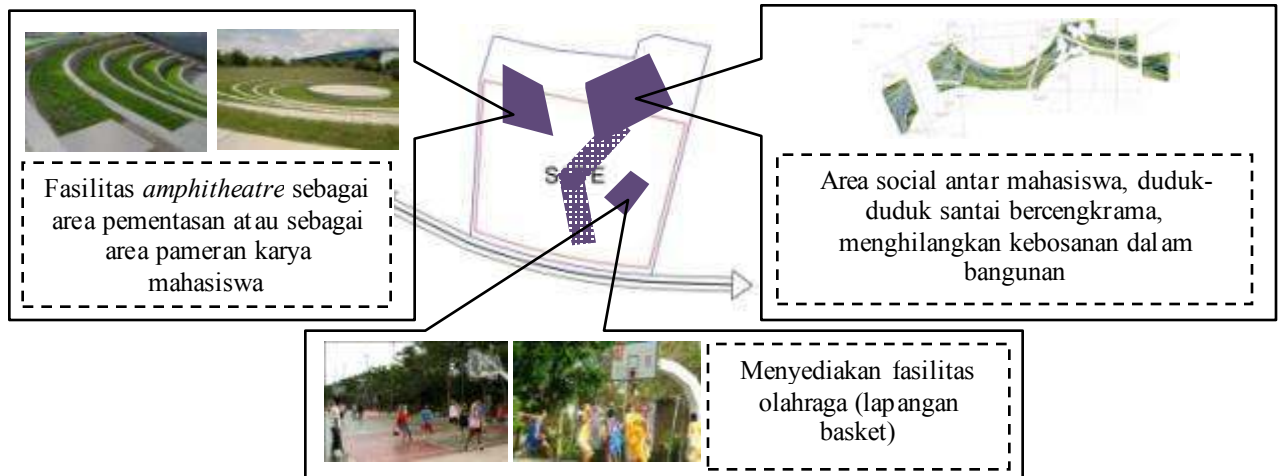 Fasilitas amphitheatre sebagai
area pementasan atau sebagai
area pameran karya
mahasiswa
Area social antar mahasiswa, duduk-
duduk santai bercengkrama,
menghilangkan kebosanan dalam
bangunan
Menyediakan fasilitas
olahraga (lapangan
basket)